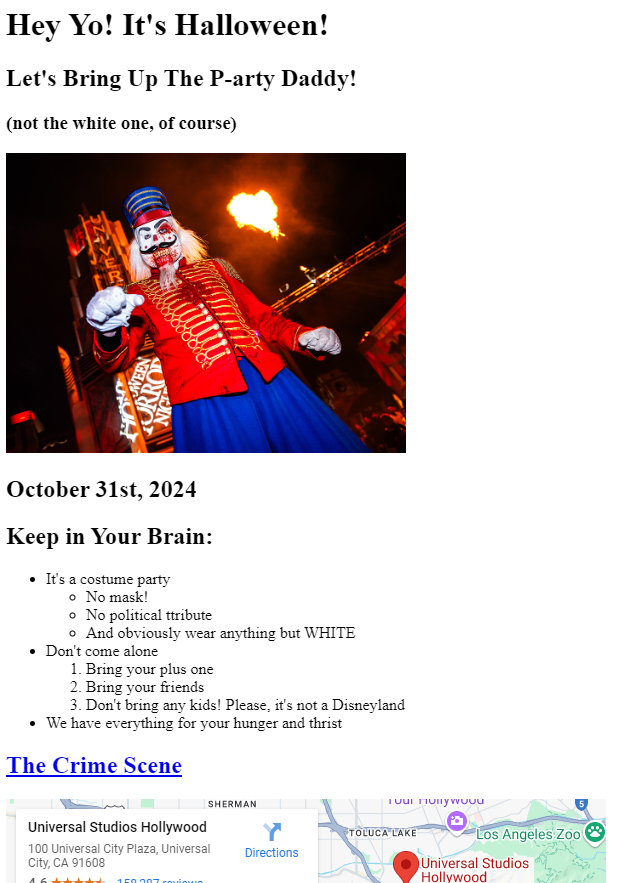 Hey Yo! It's Halloween!
Let's Bring Up The P-arty Daddy!
(not the white one, of course)
UNIVER
HALLOWEEN
HORROR
NIGH
October 31st, 2024
Keep in Your Brain:
It's a costume party
No mask!
No political ttribute
And obviously wear anything but WHITE
Don't come alone
1. Bring your plus one
2. Bring your friends
3. Don't bring any kids! Please, it's not a Disneyland
We have everything for your hunger and thrist
The Crime Scene
SHERMAN
Universal Studios Hollywood
100 Universal City Plaza, Universal
City, CA 91608
Directions
4.6
158,287 reviews
Tour Hollywood
5
TOLUCA LAKE
Los Angeles Zoo
Universal Studios
Hollywood